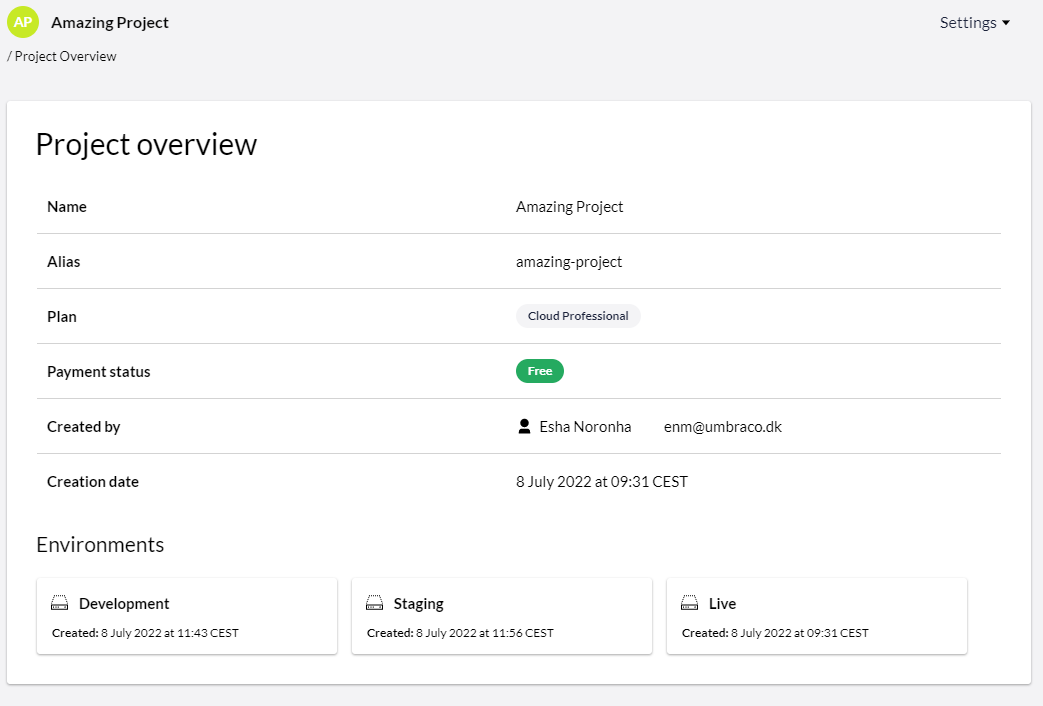 AP Amazing Project Settings
/ Project Overview
Project overview
Name Amazing Project
Alias amazing-project
Plan Cloud Professional
Payment status Free
Created by Esha Noronha enm@umbraco.dk
Creation date 8 July 2022 at 09:31 CEST
Environments
Development Staging Live
Created: 8 July 2022 at 11:43 CEST Created: 8 July 2022 at 11:56 CEST Created: 8 July 2022 at 09:31 CEST